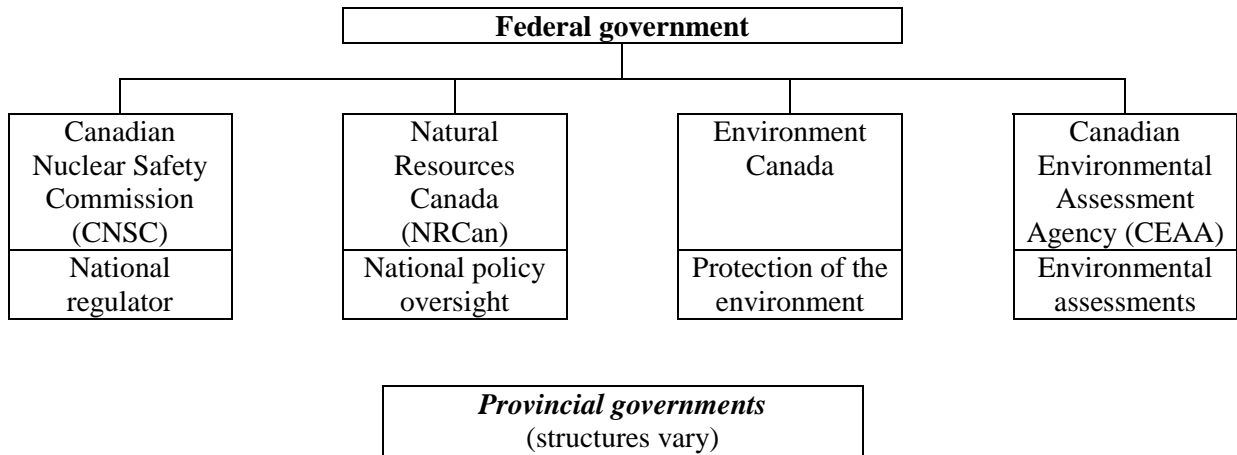 Federal government
Canadian
Nuclear Safety
Commission
(CNSC)
National
regulator
Natural
Resources
Canada
(NRCan)
National policy
oversight
Environment
Canada
Protection of the
environment
Canadian
Environmental
Assessment
Agency (CEAA)
Environmental
assessments
Provincial governments
(structures vary)